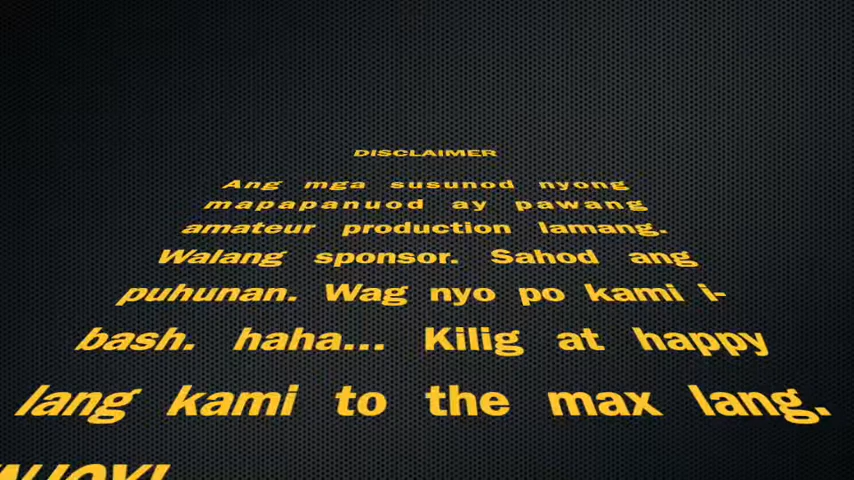 DISCLAIMER
Ang mga susunod nyong
mapapanuod ay pawang
amateur production lamang.
Walang sponsor. Sahod ang
puhunan. Wag nyo po kami i-
bash. haha... Kilig at happy
lang kami to the max lang.